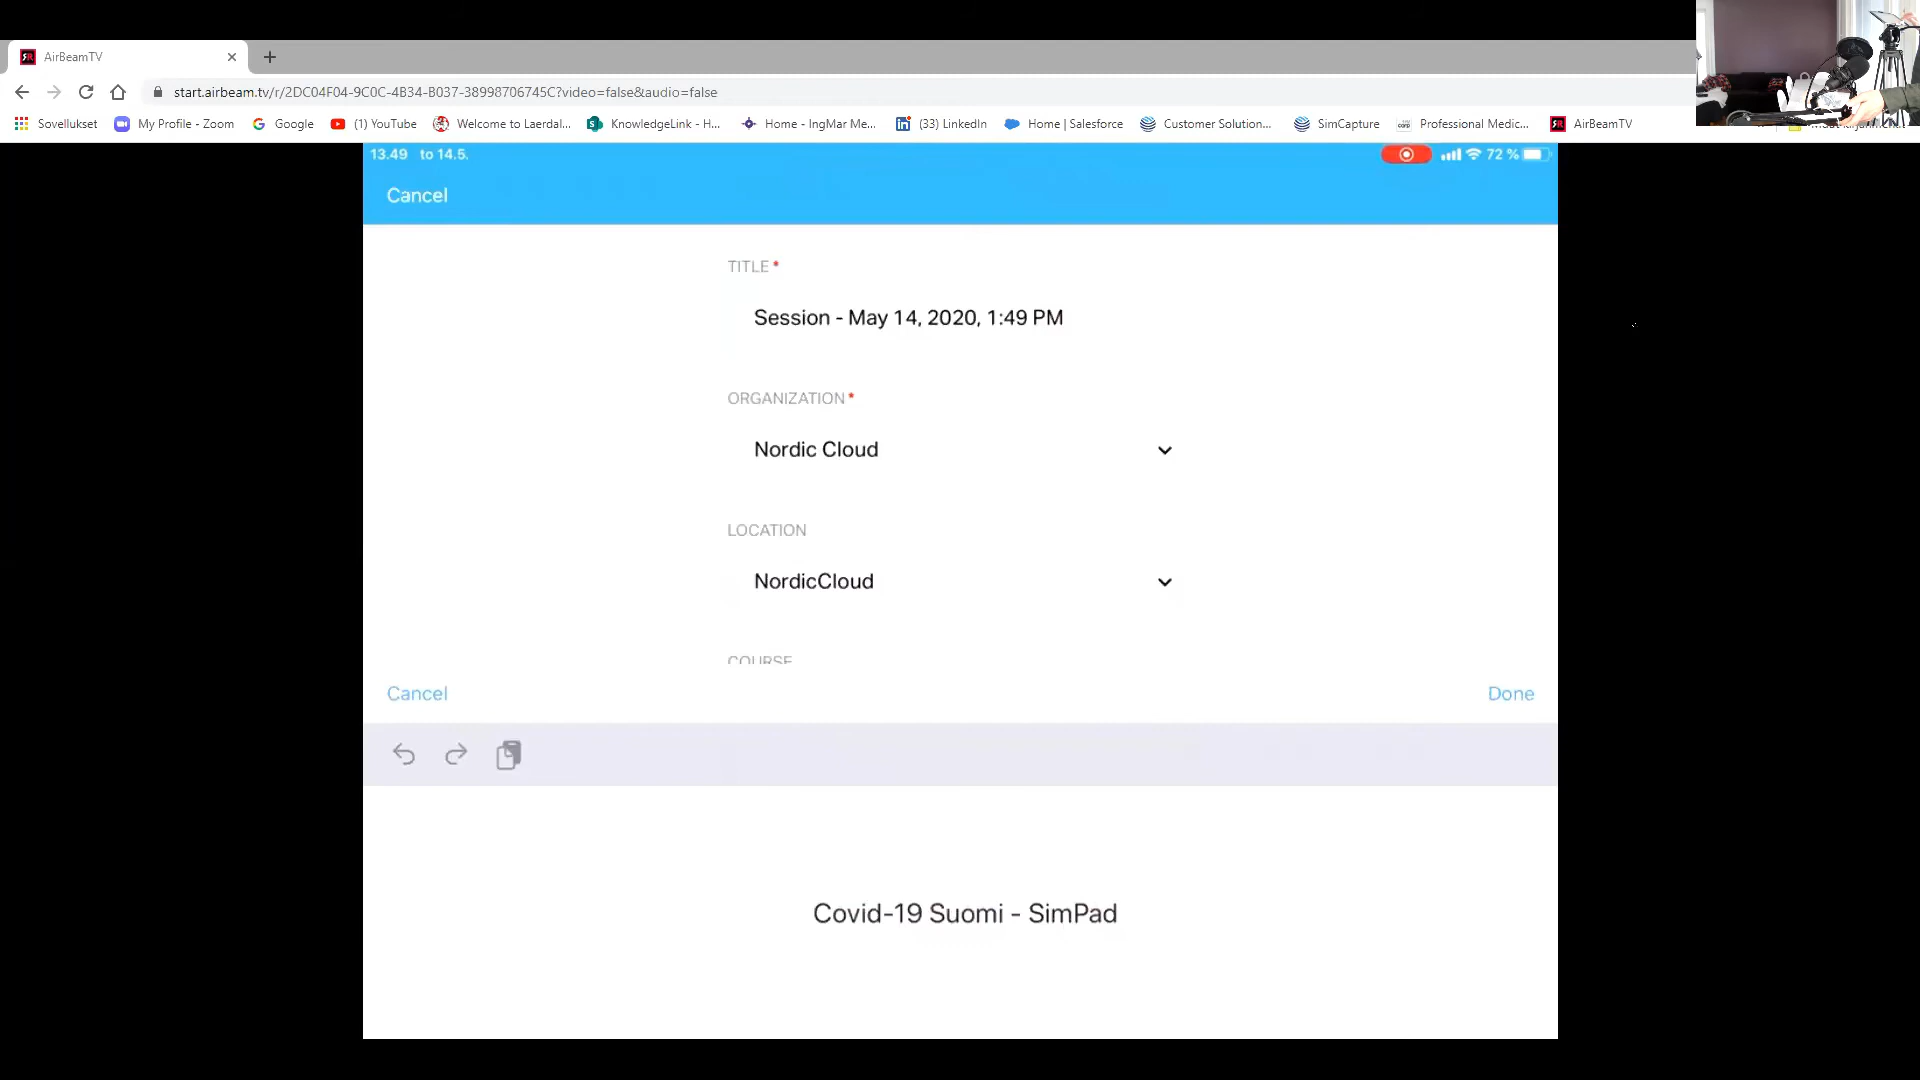 AirBeamTV
start.airbeam.tv/r/2DC04F04-9C0C-4B34-B037-38998706745C?video=false&audio=false
Sovellukset My Profile - Zoom Google (1) YouTube Welcome to Laerdal... KnowledgeLink - H... Home - IngMar Me... (33) LinkedIn Home | Salesforce Customer Solution... SimCapture Professional Medic... AirBeamTV
13.49 to 14.5. 72 %
Cancel
TITLE *
Session - May 14, 2020, 1:49 PM
ORGANIZATION *
Nordic Cloud
LOCATION
NordicCloud
COURSE
Cancel Done
Covid-19 Suomi - SimPad